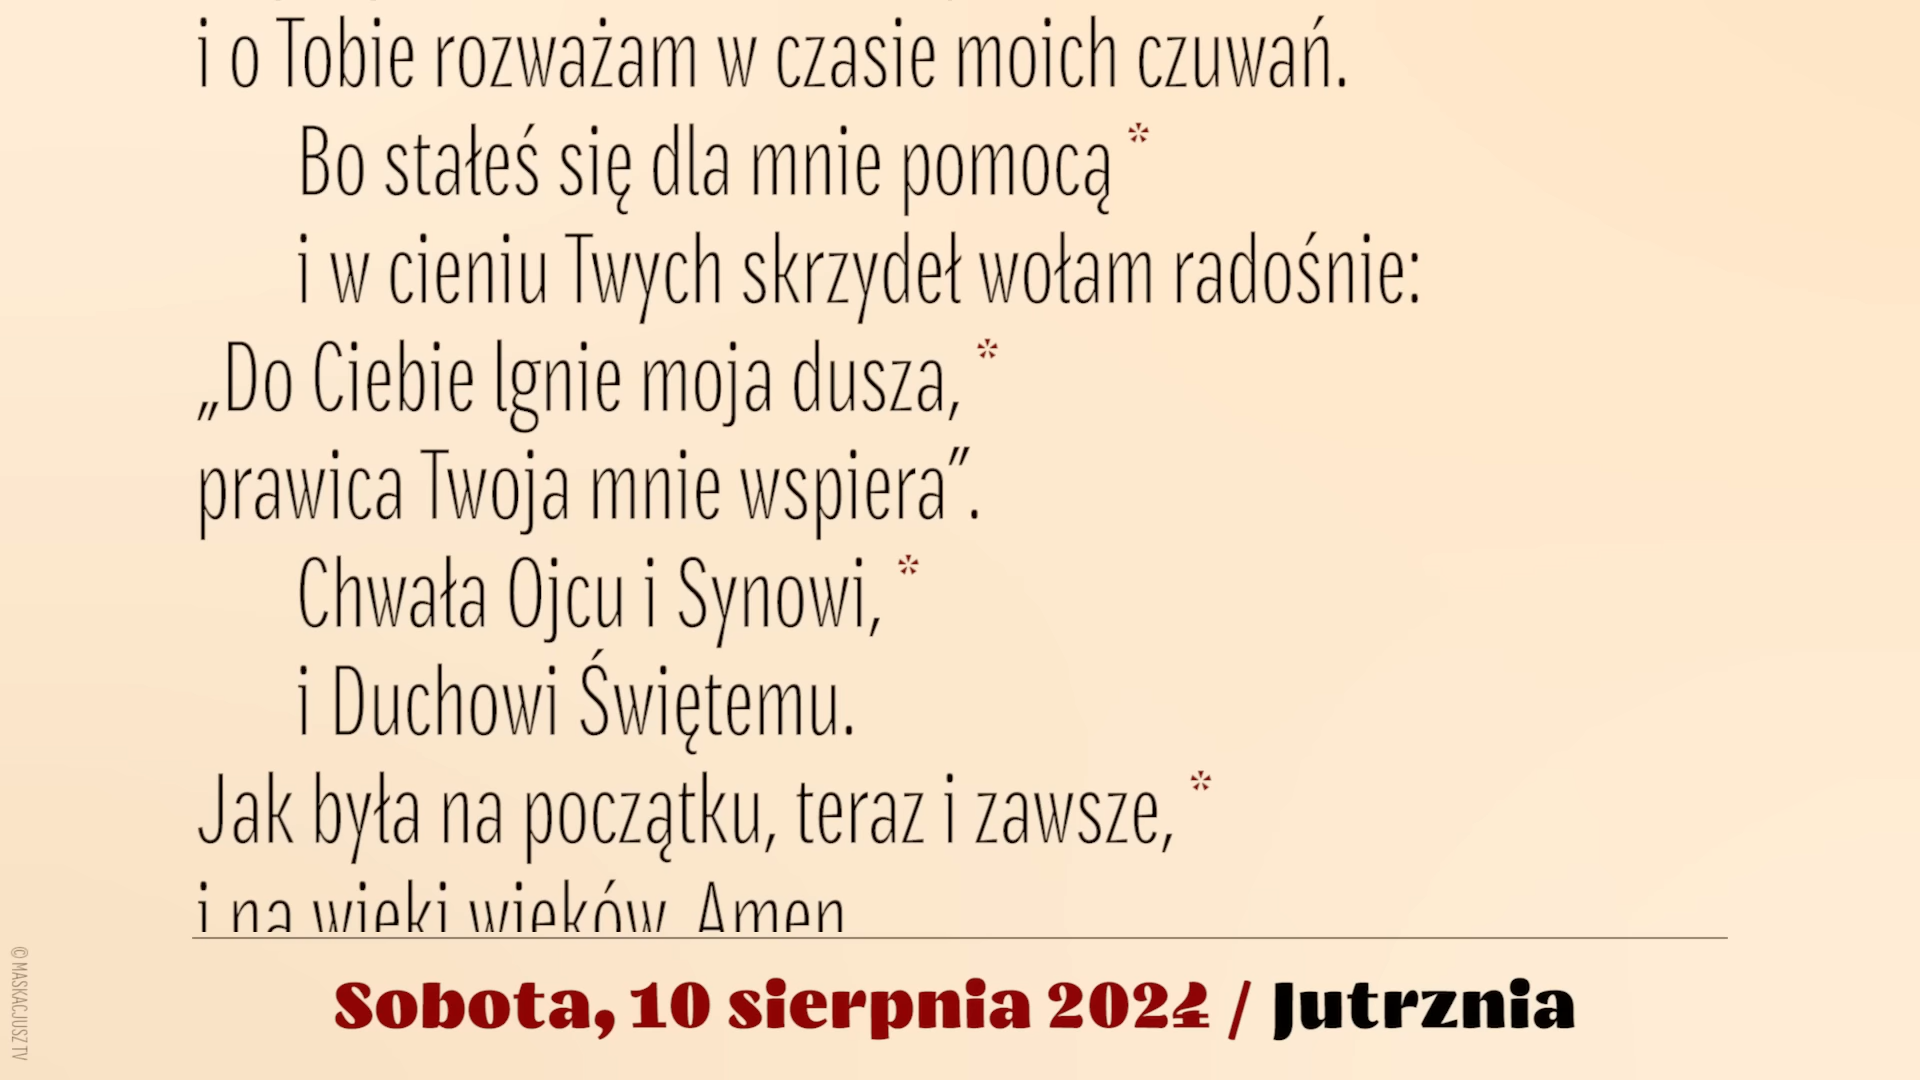 i o Tobie rozważam w czasie moich czuwań.
Bo stałeś się dla mnie pomocą *
i w cieniu Twych skrzydeł wołam radośnie:
„Do Ciebie lgnie moja dusza, *
prawica Twoja mnie wspiera”.
Chwała Ojcu i Synowi, *
i Duchowi Świętemu.
Jak była na początku, teraz i zawsze, *
i na wieki wieków. Amen
Sobota, 10 sierpnia 2024 / Jutrznia
© MASKACJUSZ TV